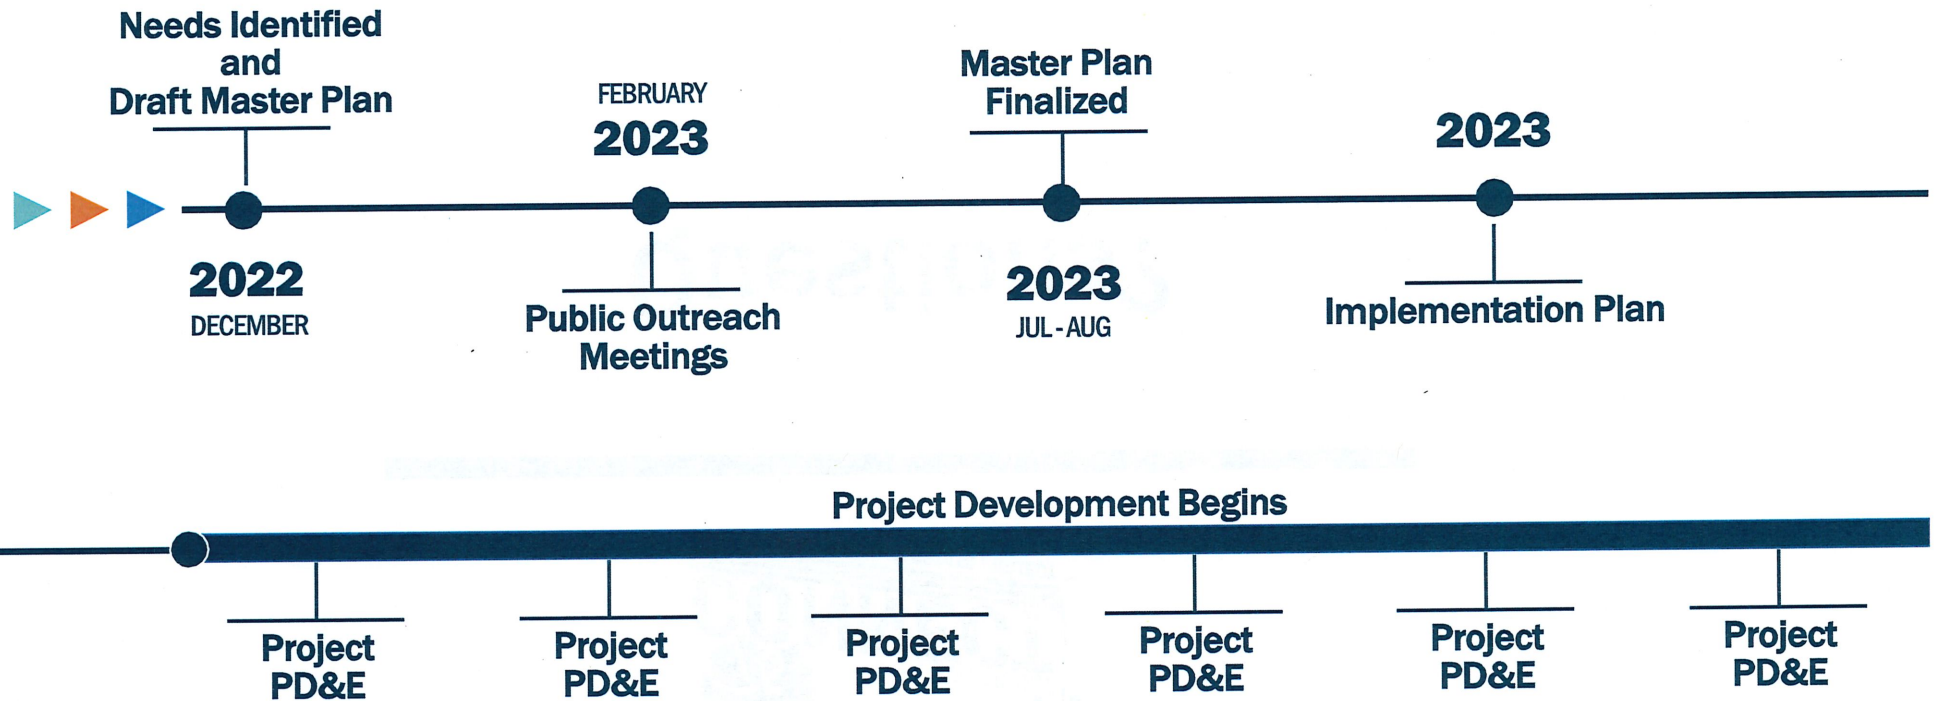 Needs Identified
and
Draft Master Plan
2022
DECEMBER
FEBRUARY
2023
Public Outreach
Meetings
Master Plan
Finalized
2023
JUL-AUG
2023
Implementation Plan
Project Development Begins
Project
PD&E
Project
PD&E
Project
PD&E
Project
PD&E
Project
PD&E
Project
PD&E